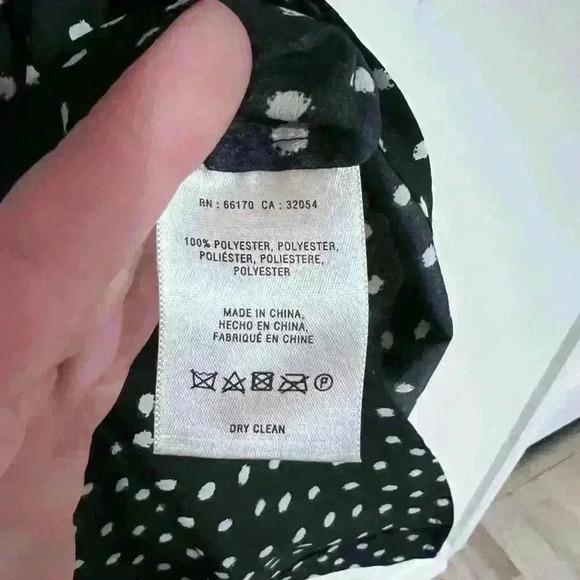 RN : 66170 CA : 32054
100% POLYESTER, POLYESTER,
POLIÉSTER, POLIESTERE,
POLYESTER
MADE IN CHINA,
HECHO EN CHINA,
FABRIQUÉ EN CHINE
P
DRY CLEAN